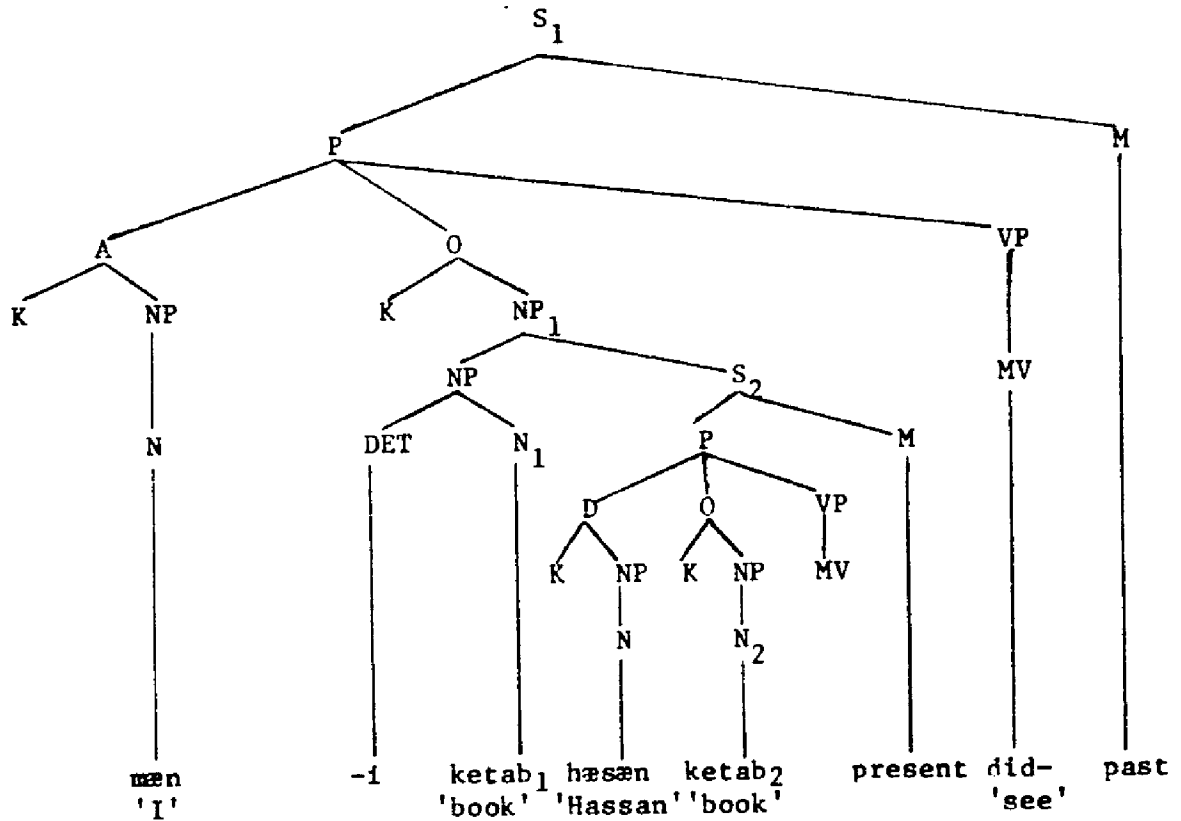 S1
P M
A O VP
K NP K NP1
NP S2 MV
N DET N1 P M
D O VP
K NP K NP MV
N N2
mæn -i ketab1 hæsæn ketab2 present did- past
'I' 'book' 'Hassan' 'book' 'see'